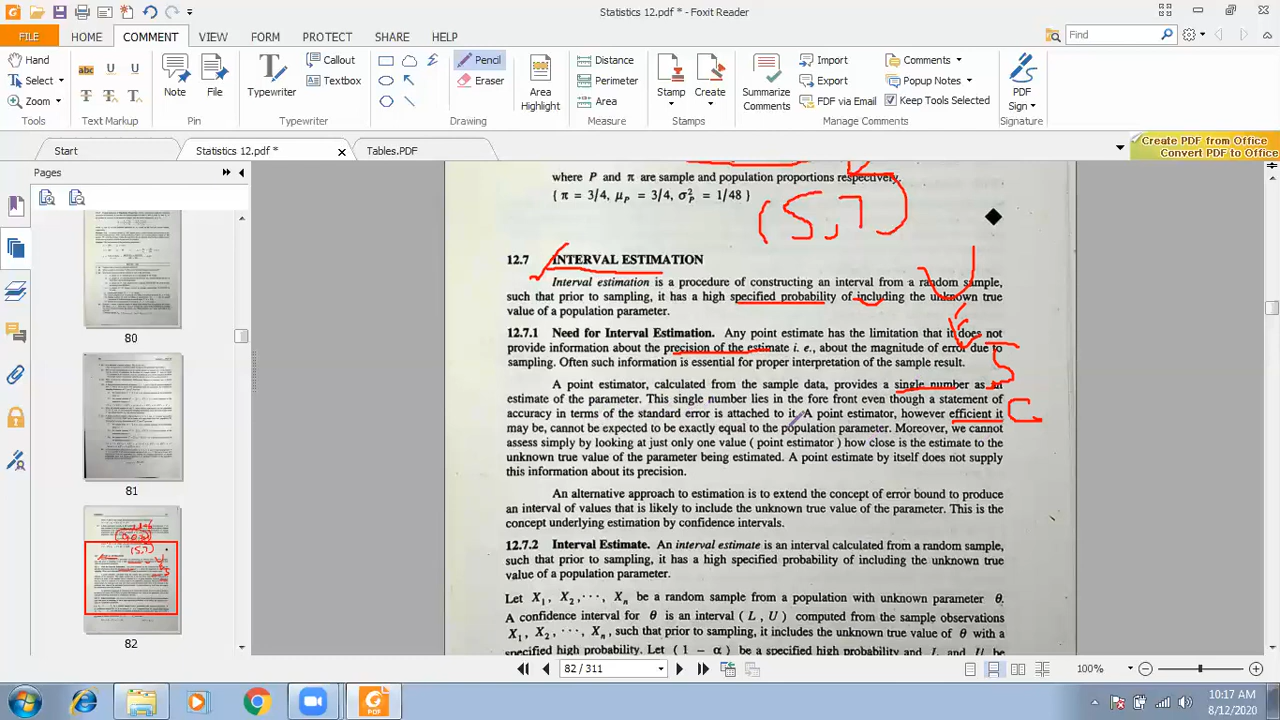 Statistics 12.pdf * - Foxit Reader
FILE HOME COMMENT VIEW FORM PROTECT SHARE HELP
Find
Hand
Select
Zoom
Tools
Text Markup
Note
File
Pin
Typewriter
Callout
Textbox
Typewriter
Pencil
Eraser
Drawing
Area Highlight
Distance
Perimeter
Area
Measure
Stamp
Create
Stamps
Summarize Comments
Import
Export
FDF via Email
Comments
Popup Notes
Keep Tools Selected
Manage Comments
PDF Sign
Signature
Start
Statistics 12.pdf *
Tables.PDF
Create PDF from Office
Convert PDF to Office
Pages
80
81
82
where P and π are sample and population proportions respectively.
{ π = 3/4, μP = 3/4, σ²P = 1/48 }
(5,7)
12.7 INTERVAL ESTIMATION
Interval estimation is a procedure of constructing an interval from a random sample,
such that prior to sampling, it has a high specified probability of including the unknown true
value of a population parameter.
12.7.1 Need for Interval Estimation. Any point estimate has the limitation that it does not
provide information about the precision of the estimate i. e., about the magnitude of error due to
sampling. Often such information is essential for proper interpretation of the sample result.
A point estimator, calculated from the sample data, provides a single number as an
estimate of the parameter. This single number lies in the fore front even though a statement of
accuracy in terms of the standard error is attached to it. A point estimator, however efficient it
may be, cannot be expected to be exactly equal to the population parameter. Moreover, we cannot
assess simply by looking at just only one value ( point estimator ) how close is the estimate to the
unknown true value of the parameter being estimated. A point estimate by itself does not supply
this information about its precision.
An alternative approach to estimation is to extend the concept of error bound to produce
an interval of values that is likely to include the unknown true value of the parameter. This is the
concept underlying estimation by confidence intervals.
12.7.2 Interval Estimate. An interval estimate is an interval calculated from a random sample,
such that prior to sampling, it has a high specified probability of including the unknown true
value of a population parameter.
Let X1, X2, ···, Xn be a random sample from a population with unknown parameter θ.
A confidence interval for θ is an interval ( L , U ) computed from the sample observations
X1, X2, ···, Xn, such that prior to sampling, it includes the unknown true value of θ with a
specified high probability. Let ( 1 − α ) be a specified high probability and L and U be
82 / 311
100%
10:17 AM
8/12/2020